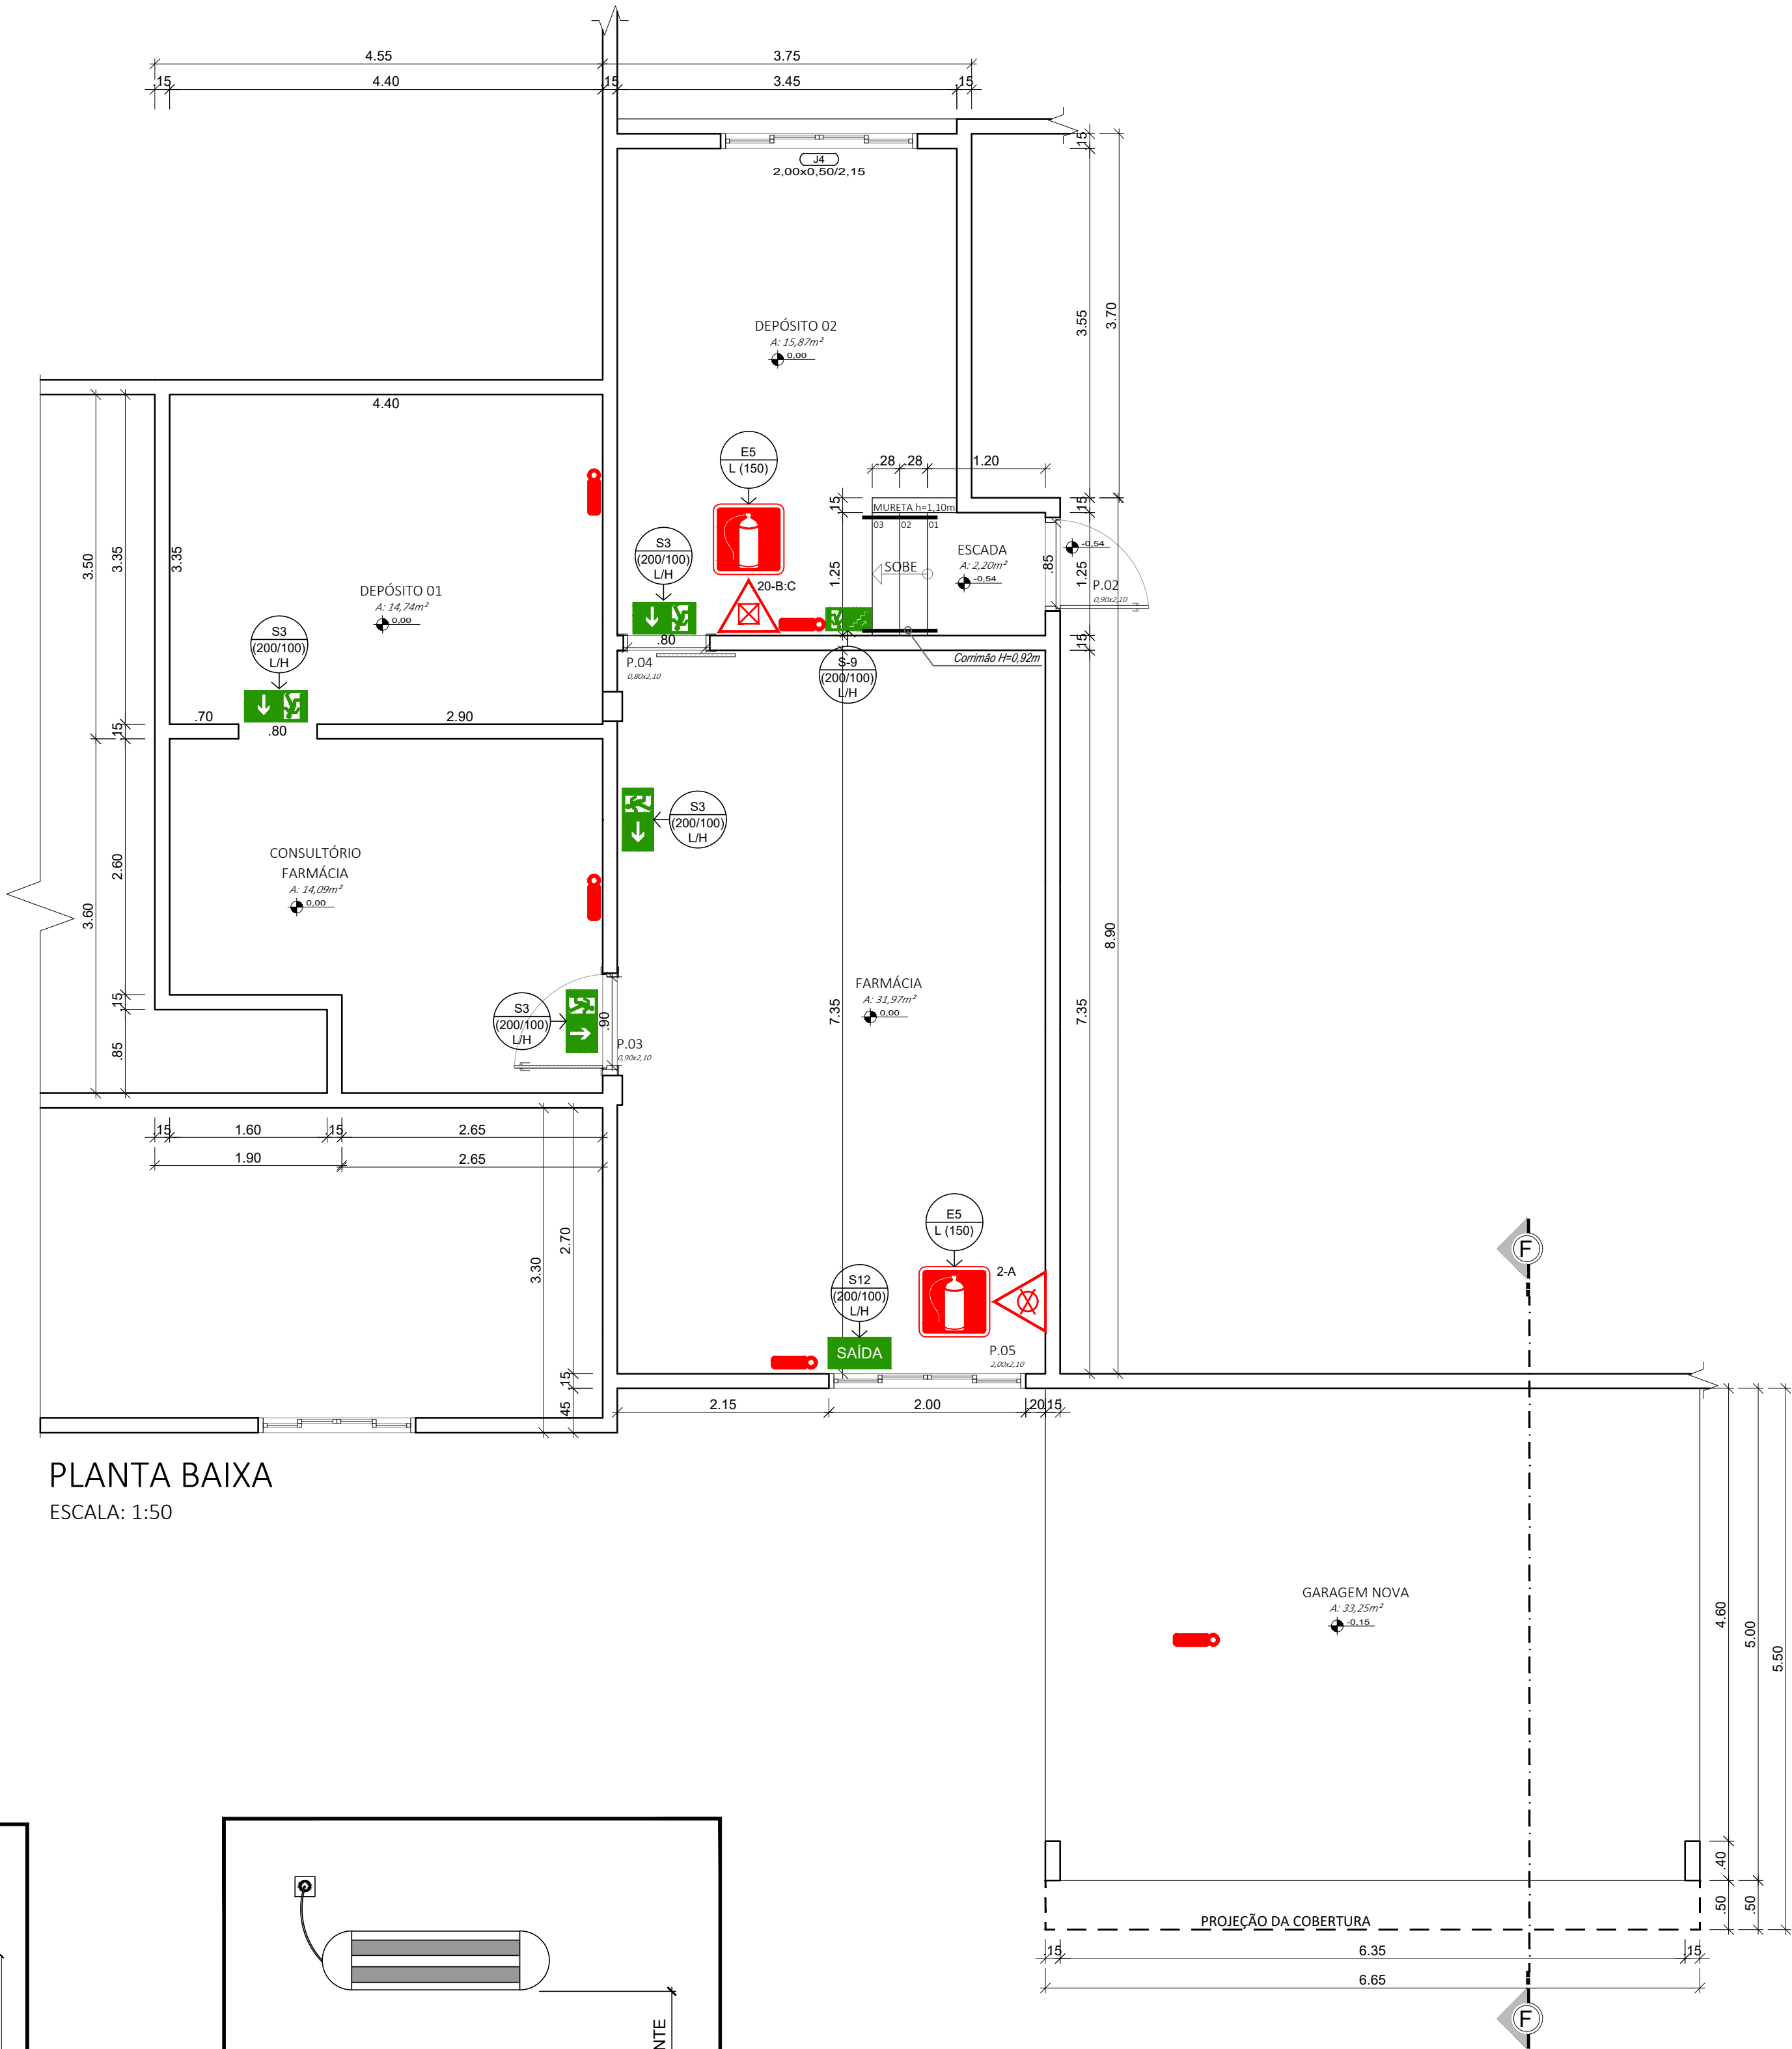 4.55
3.75
.15
4.40
.15
3.45
.15
J4
2,00x0,50/2,15
.15
3.55
3.70
DEPÓSITO 02
A: 15,87m²
0,00
4.40
3.50
3.35
3.35
DEPÓSITO 01
A: 14,74m²
0,00
E5
L (150)
.28
.28
1.20
.15
MURETA h=1,10m
03
02
01
.15
S3
(200/100)
L/H
20-B:C
1.25
SOBE
ESCADA
A: 2,20m²
-0,54
.85
-0,54
1.25
P.02
0,90x2,10
.15
S3
(200/100)
L/H
.80
P.04
0,80x2,10
S-9
(200/100)
L/H
Corrimão H=0,92m
.70
.80
2.90
.15
S3
(200/100)
L/H
CONSULTÓRIO
FARMÁCIA
A: 14,09m²
0,00
2.60
3.60
8.90
FARMÁCIA
A: 31,97m²
0,00
7.35
7.35
S3
(200/100)
L/H
.90
P.03
0,90x2,10
.15
.85
.15
1.60
.15
2.65
1.90
2.65
2.70
3.30
E5
L (150)
F
S12
(200/100)
L/H
2-A
SAÍDA
P.05
2,00x2,10
.15
.45
2.15
2.00
.20
.15
PLANTA BAIXA
ESCALA: 1:50
GARAGEM NOVA
A: 33,25m²
-0,15
4.60
5.00
5.50
.40
.50
.50
PROJEÇÃO DA COBERTURA
.15
6.35
.15
6.65
F
NTE